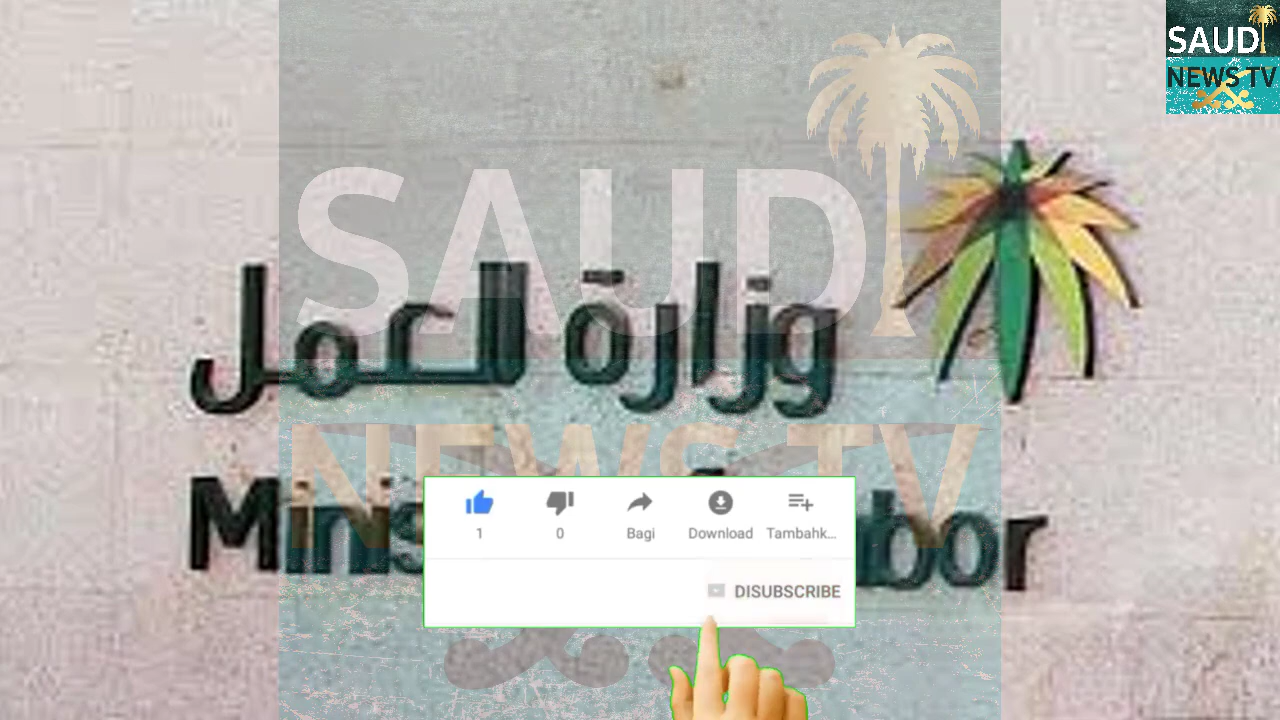 SAUDI
NEWS TV
SAUDI
وزارة العمل
NEWS TV
1
0
Bagi
Download
Tambahk...
DISUBSCRIBE